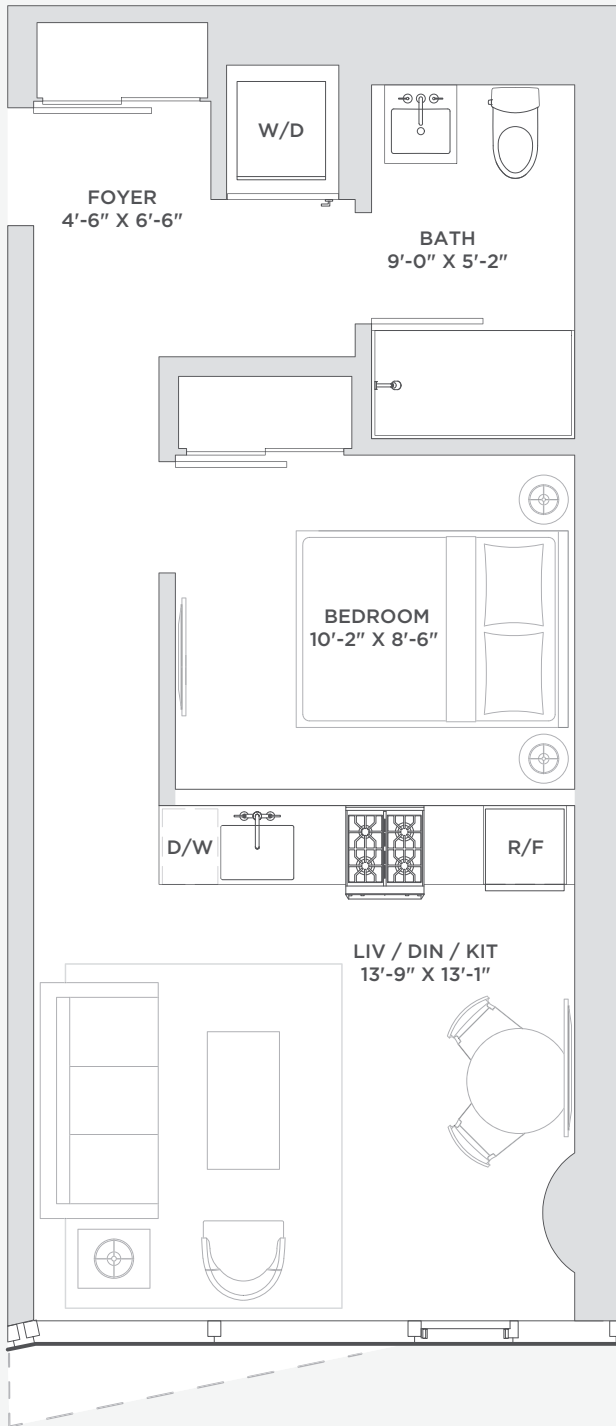 W/D
FOYER
4'-6" X 6'-6"
BATH
9'-0" X 5'-2"
BEDROOM
10'-2" X 8'-6"
D/W
R/F
LIV / DIN / KIT
13'-9" X 13'-1"